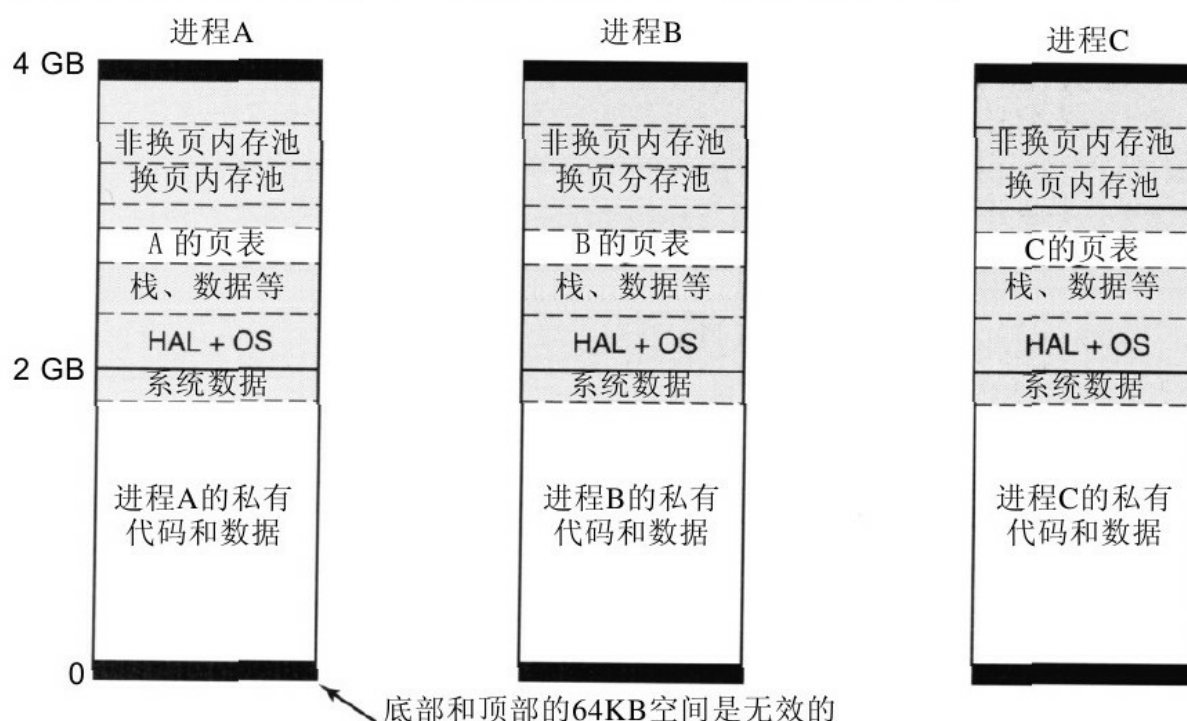 进程A
进程B
进程C
4 GB
非换页内存池
换页内存池
A 的页表
栈、数据等
HAL + OS
2 GB
系统数据
进程A的私有
代码和数据
0
非换页内存池
换页分存池
B的页表
栈、数据等
HAL + OS
系统数据
进程B的私有
代码和数据
非换页内存池
换页内存池
C的页表
栈、数据等
HAL + OS
系统数据
进程C的私有
代码和数据
底部和顶部的64KB空间是无效的